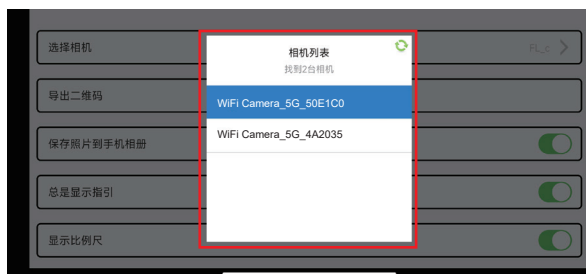 选择相机
FL_c
相机列表
找到2台相机
导出二维码
WiFi Camera_5G_50E1C0
保存照片到手机相册
WiFi Camera_5G_4A2035
总是显示指引
显示比例尺